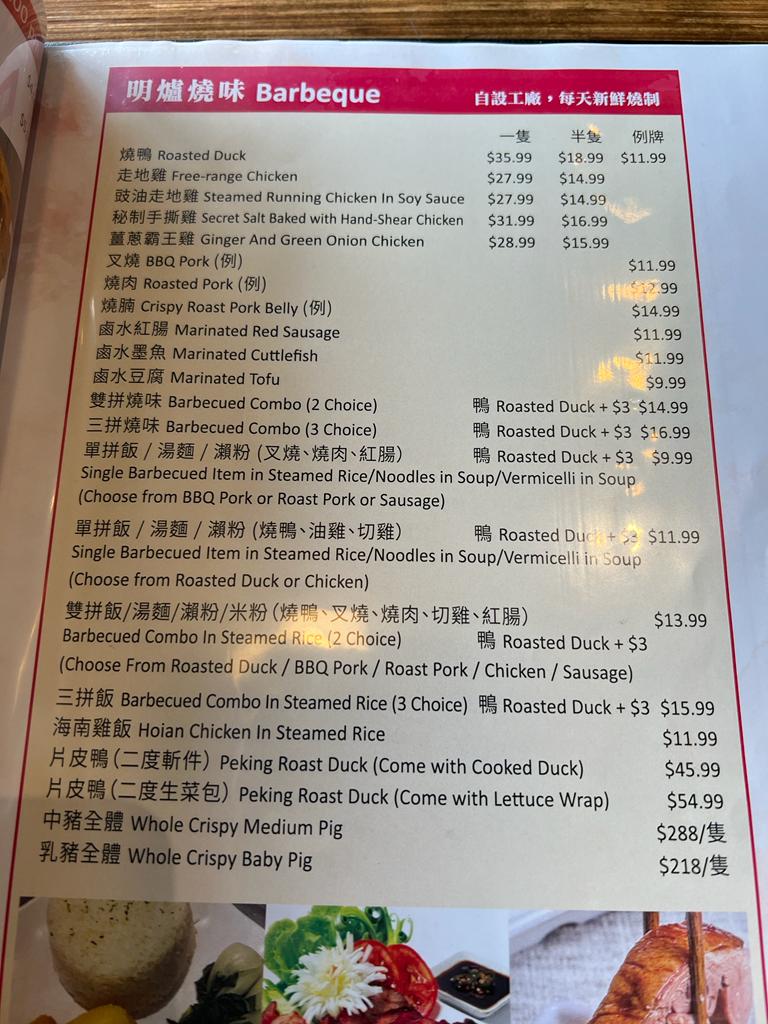 明爐燒味 Barbeque 自設工廠，每天新鮮燒制
一隻 半隻 例牌
燒鴨 Roasted Duck $35.99 $18.99 $11.99
走地雞 Free-range Chicken $27.99 $14.99
豉油走地雞 Steamed Running Chicken In Soy Sauce $27.99 $14.99
秘制手撕雞 Secret Salt Baked with Hand-Shear Chicken $31.99 $16.99
薑蔥霸王雞 Ginger And Green Onion Chicken $28.99 $15.99
叉燒 BBQ Pork (例) $11.99
燒肉 Roasted Pork (例) $12.99
燒腩 Crispy Roast Pork Belly (例) $14.99
鹵水紅腸 Marinated Red Sausage $11.99
鹵水墨魚 Marinated Cuttlefish $11.99
鹵水豆腐 Marinated Tofu $9.99
雙拼燒味 Barbecued Combo (2 Choice) 鴨 Roasted Duck + $3 $14.99
三拼燒味 Barbecued Combo (3 Choice) 鴨 Roasted Duck + $3 $16.99
單拼飯 / 湯麵 / 瀨粉 (叉燒、燒肉、紅腸) 鴨 Roasted Duck + $3 $9.99
Single Barbecued Item in Steamed Rice/Noodles in Soup/Vermicelli in Soup
(Choose from BBQ Pork or Roast Pork or Sausage)
單拼飯 / 湯麵 / 瀨粉 (燒鴨、油雞、切雞) 鴨 Roasted Duck + $3 $11.99
Single Barbecued Item in Steamed Rice/Noodles in Soup/Vermicelli in Soup
(Choose from Roasted Duck or Chicken)
雙拼飯/湯麵/瀨粉/米粉 (燒鴨、叉燒、燒肉、切雞、紅腸) $13.99
Barbecued Combo In Steamed Rice (2 Choice) 鴨 Roasted Duck + $3
(Choose From Roasted Duck / BBQ Pork / Roast Pork / Chicken / Sausage)
三拼飯 Barbecued Combo In Steamed Rice (3 Choice) 鴨 Roasted Duck + $3 $15.99
海南雞飯 Hoian Chicken In Steamed Rice $11.99
片皮鴨 (二度斬件) Peking Roast Duck (Come with Cooked Duck) $45.99
片皮鴨 (二度生菜包) Peking Roast Duck (Come with Lettuce Wrap) $54.99
中豬全體 Whole Crispy Medium Pig $288/隻
乳豬全體 Whole Crispy Baby Pig $218/隻